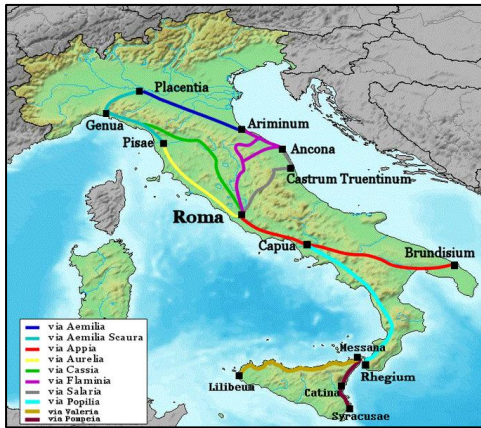 Placentia
Genua
Ariminum
Pisae
Ancona
Castrum Truentinum
Roma
Capua
Brundisium
Messana
Rhegium
Lilibeum
Catina
Syracusae
via Aemilia
via Aemilia Scaura
via Appia
via Aurelia
via Cassia
via Flaminia
via Salaria
via Popilia
via Valeria
via Pompeia